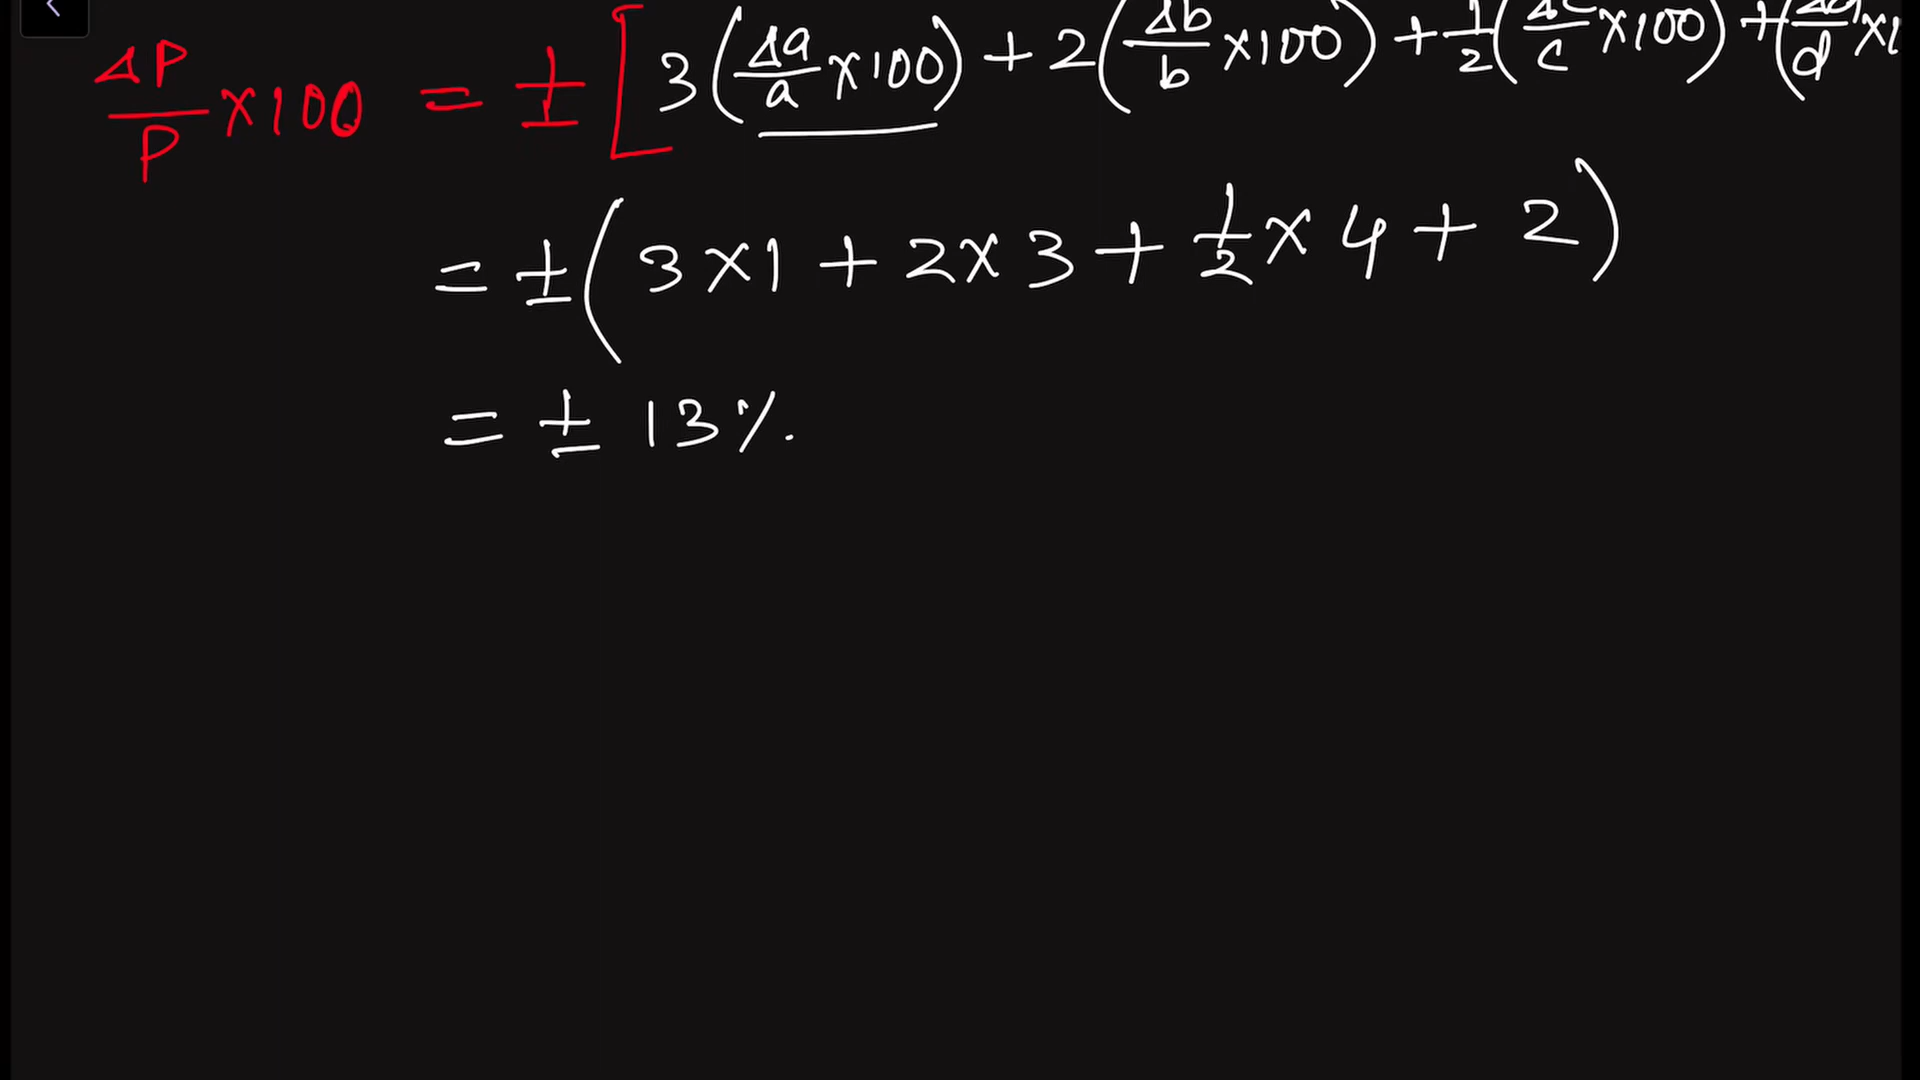 ΔP/P ×100 = ± [ 3(Δa/a ×100) + 2(Δb/b ×100) + 1/2(Δc/c ×100) + (Δd/d ×1
= ± (3×1 + 2×3 + 1/2 × 4 + 2)
= ± 13%.